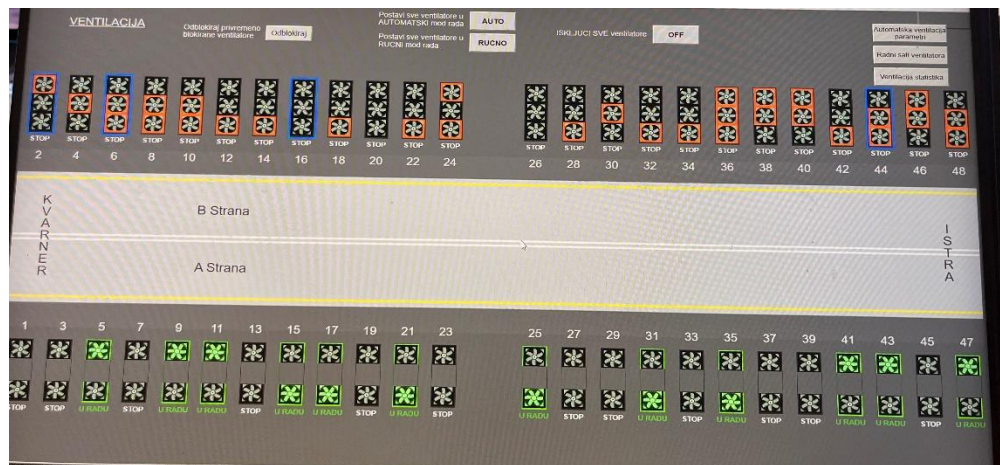 VENTILACIJA
Odblokiraj privremeno
blokirane ventilatore
Odblokiraj
Postavi sve ventilatore u
AUTOMATSKI mod rada
AUTO
Postavi sve ventilatore u
RUCNI mod rada
RUCNO
ISKLJUCI SVE ventilatore
OFF
Automatska ventilacija
parametri
Radni sati ventilatora
Ventilacija statistika
STOP STOP STOP STOP STOP STOP STOP STOP STOP STOP STOP STOP STOP STOP STOP STOP STOP STOP STOP STOP STOP STOP STOP STOP
2 4 6 8 10 12 14 16 18 20 22 24 26 28 30 32 34 36 38 40 42 44 46 48
KVARNER
B Strana
A Strana
ISTRA
1 3 5 7 9 11 13 15 17 19 21 23 25 27 29 31 33 35 37 39 41 43 45 47
STOP STOP U RADU STOP U RADU U RADU STOP U RADU U RADU STOP U RADU STOP U RADU STOP STOP U RADU STOP U RADU STOP STOP U RADU U RADU STOP U RADU